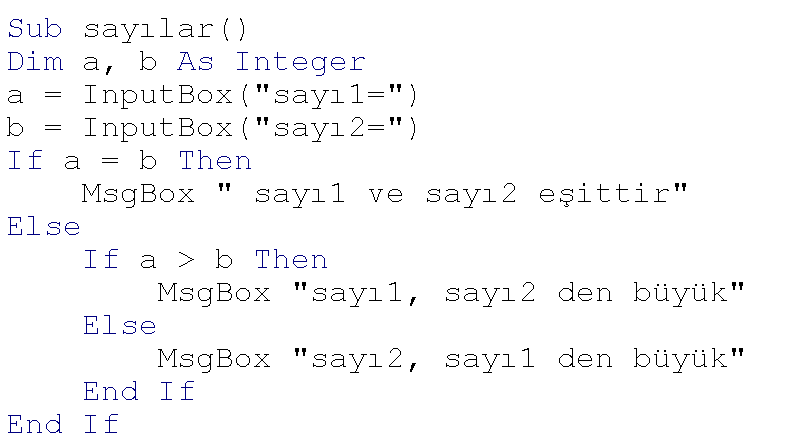 Sub sayılar()
Dim a, b As Integer
a = InputBox("sayı1=")
b = InputBox("sayı2=")
If a = b Then
MsgBox " sayı1 ve sayı2 eşittir"
Else
If a > b Then
MsgBox "sayı1, sayı2 den büyük"
Else
MsgBox "sayı2, sayı1 den büyük"
End If
End If